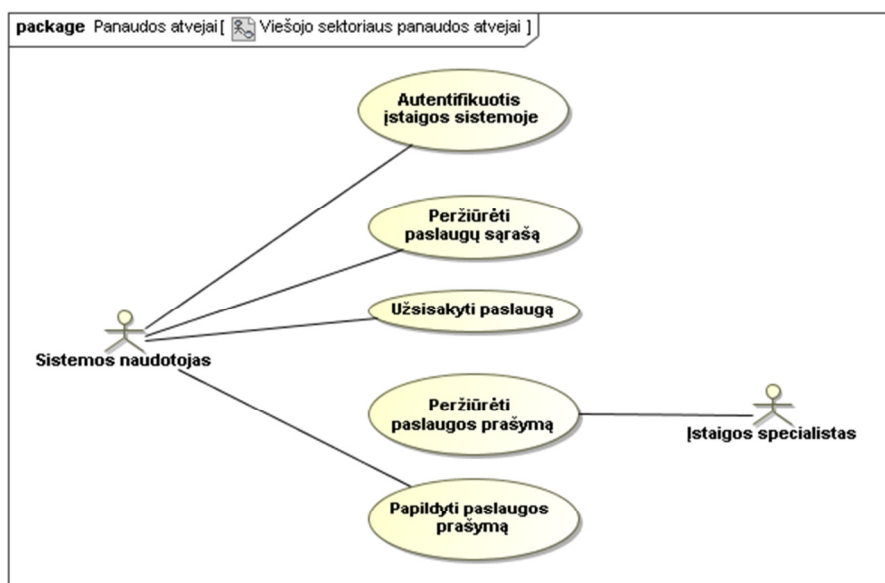 package Panaudos atvejai[ Viešojo sektoriaus panaudos atvejai ]
Autentifikuotis
įstaigos sistemoje
Peržiūrėti
paslaugų sąrašą
Užsisakyti paslaugą
Sistemos naudotojas
Peržiūrėti
paslaugos prašymą
Įstaigos specialistas
Papildyti paslaugos
prašymą